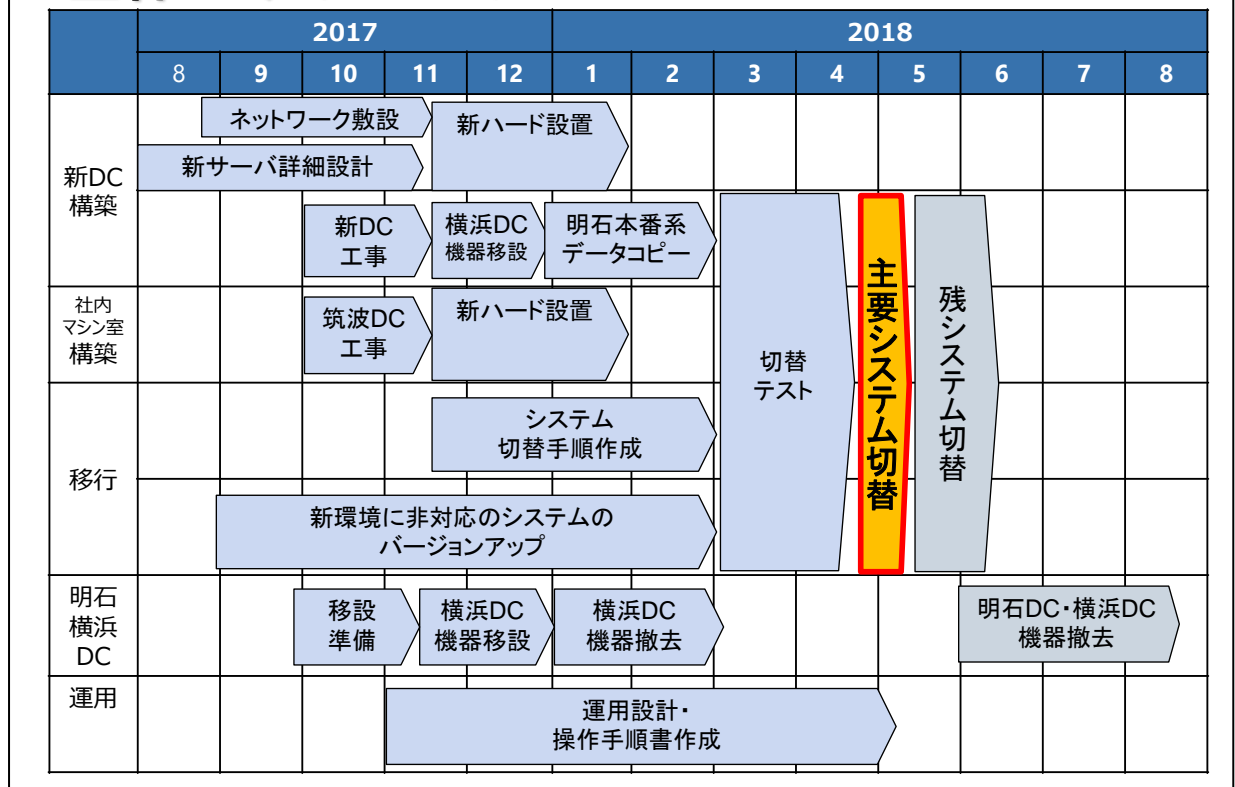 2017
2018
8 9 10 11 12 1 2 3 4 5 6 7 8
新DC
構築
ネットワーク敷設
新ハード設置
新サーバ詳細設計
新DC
工事
横浜DC
機器移設
明石本番系
データコピー
社内
マシン室
構築
筑波DC
工事
新ハード設置
切替
テスト
主要システム切替
残システム切替
移行
システム
切替手順作成
新環境に非対応のシステムの
バージョンアップ
明石
横浜
DC
移設
準備
横浜DC
機器移設
横浜DC
機器撤去
明石DC・横浜DC
機器撤去
運用
運用設計・
操作手順書作成